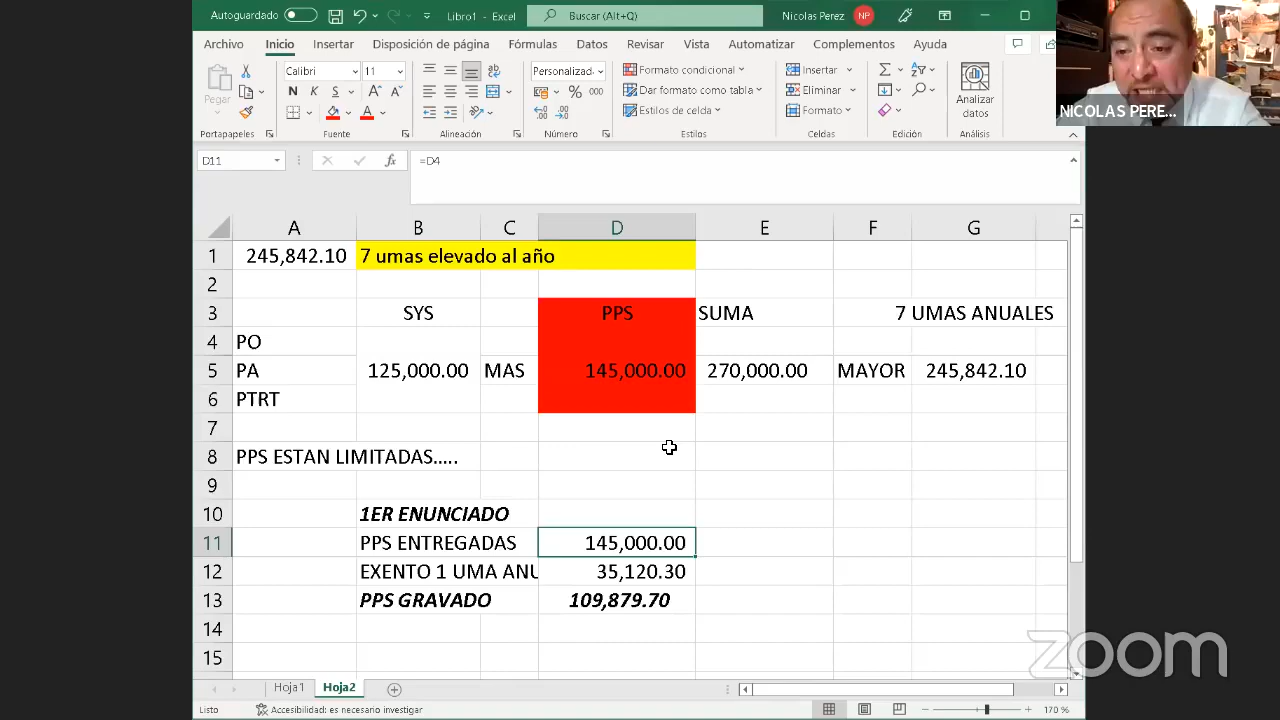 Autoguardado
Libro1 - Excel
Buscar (Alt+Q)
Nicolas Perez NP
Archivo Inicio Insertar Disposición de página Fórmulas Datos Revisar Vista Automatizar Complementos Ayuda
Pegar
Calibri 11
N K S
Personalizad
Formato condicional
Dar formato como tabla
Estilos de celda
Insertar
Eliminar
Formato
Analizar
datos
Portapapeles Fuente Alineación Número Estilos Celdas Edición Análisis
NICOLAS PERE...
D11 fx =D4
A B C D E F G
1 245,842.10 7 umas elevado al año
2
3 SYS PPS SUMA 7 UMAS ANUALES
4 PO
5 PA 125,000.00 MAS 145,000.00 270,000.00 MAYOR 245,842.10
6 PTRT
7
8 PPS ESTAN LIMITADAS.....
9
10 1ER ENUNCIADO
11 PPS ENTREGADAS 145,000.00
12 EXENTO 1 UMA ANU 35,120.30
13 PPS GRAVADO 109,879.70
14
15
zoom
Hoja1 Hoja2
Listo Accesibilidad: es necesario investigar 170 %